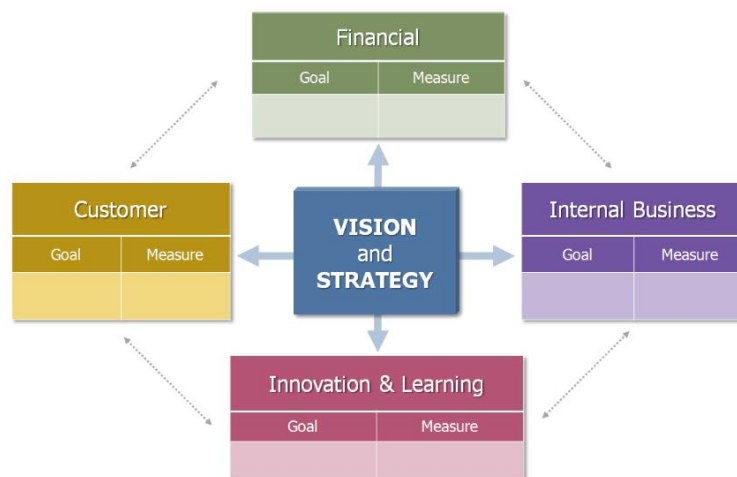 Financial
Goal Measure
Customer
Goal Measure
VISION
and
STRATEGY
Internal Business
Goal Measure
Innovation & Learning
Goal Measure